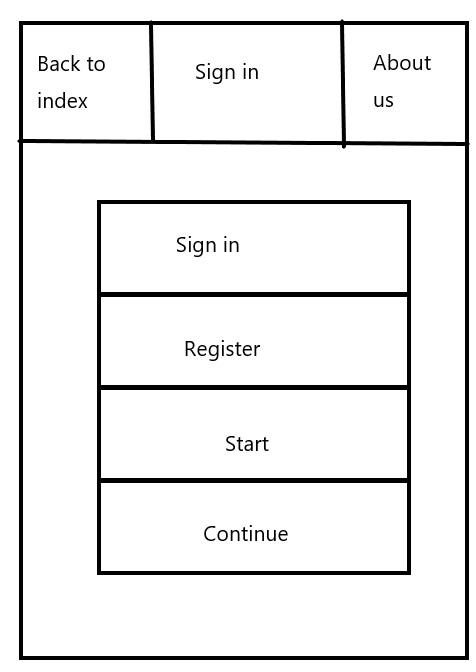 Back to
index
Sign in
About
us
Sign in
Register
Start
Continue